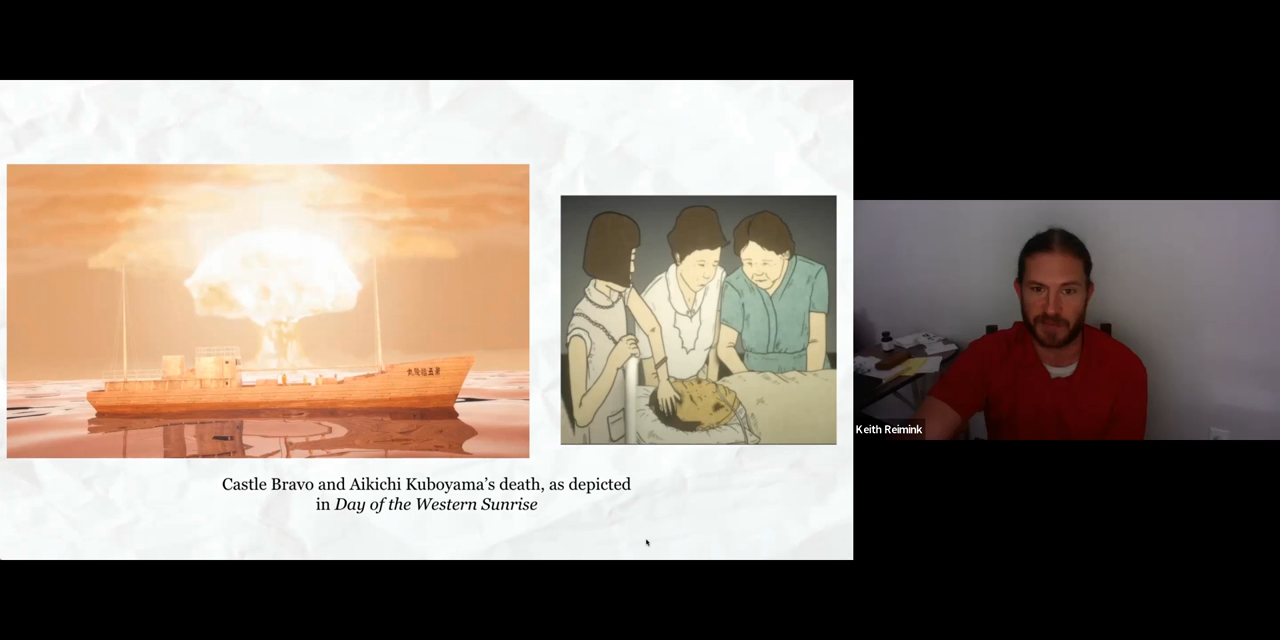 Castle Bravo and Aikichi Kuboyama’s death, as depicted
in Day of the Western Sunrise
Keith Reimink